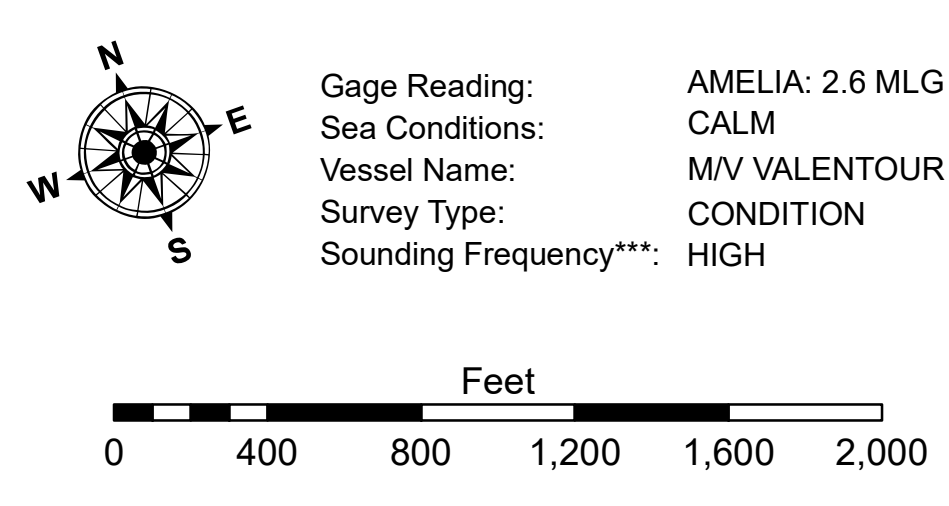 N
E
W
S
Gage Reading: AMELIA: 2.6 MLG
Sea Conditions: CALM
Vessel Name: M/V VALENTOUR
Survey Type: CONDITION
Sounding Frequency***: HIGH
Feet
0 400 800 1,200 1,600 2,000